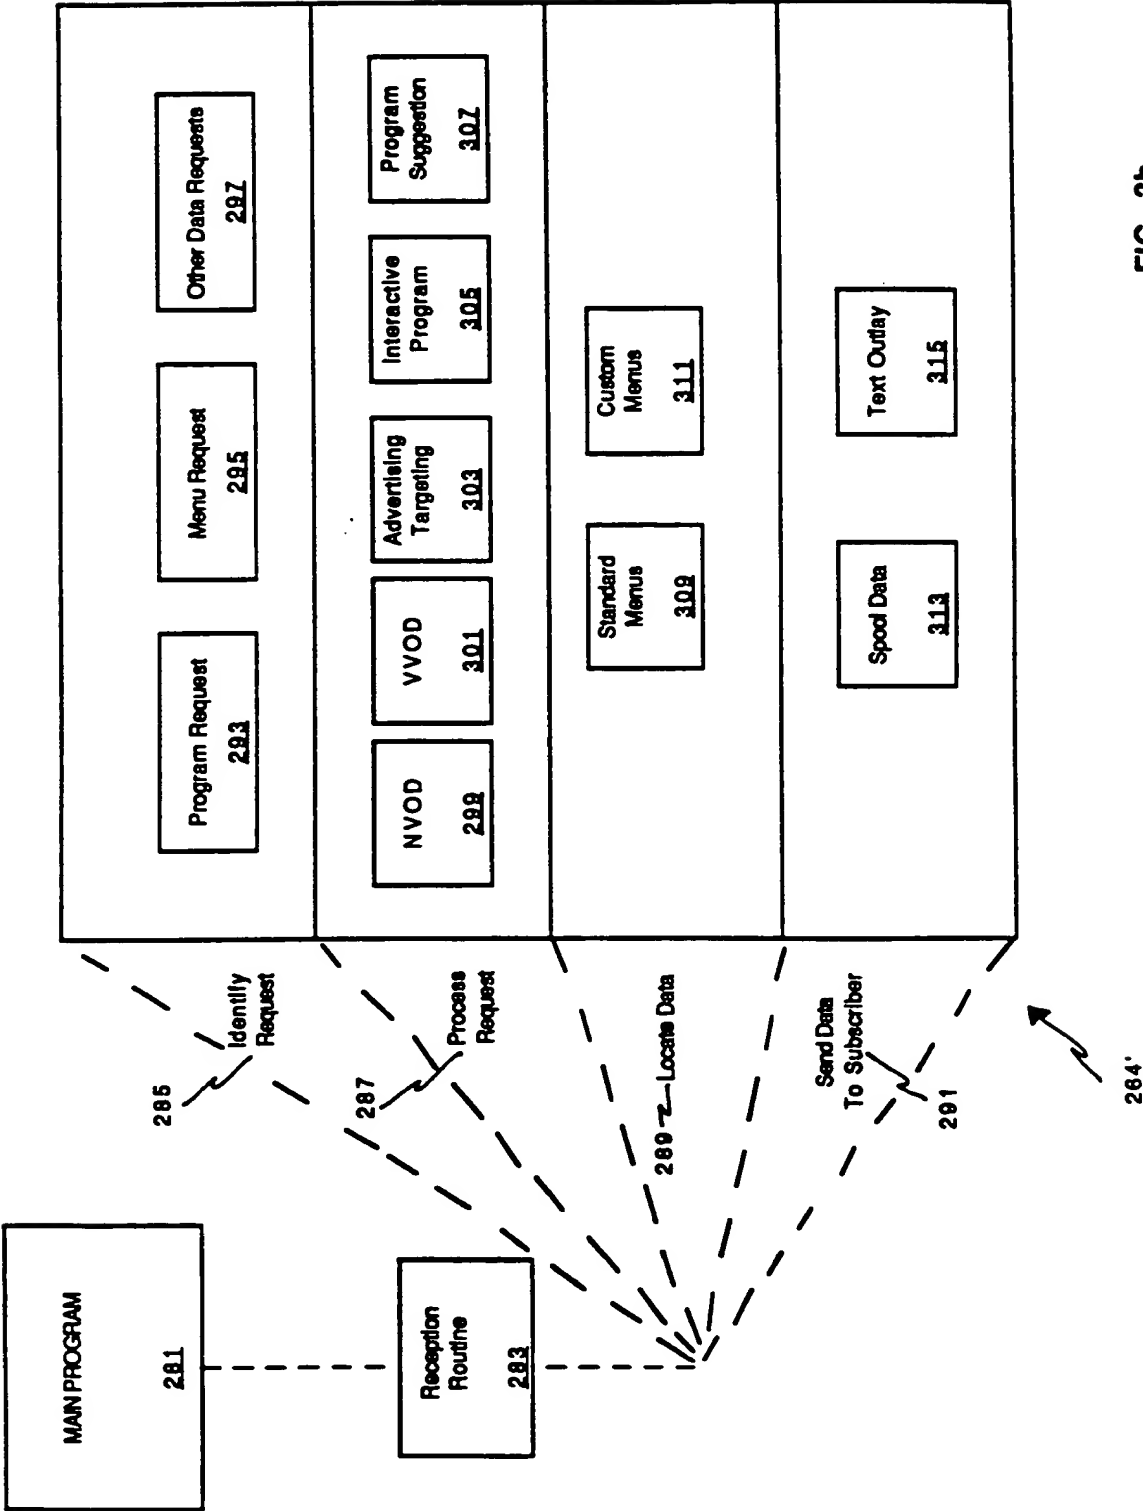 MAIN PROGRAM
281
Reception
Routine
283
285
Identify
Request
287
Process
Request
289
Locate Data
Send Data
To Subscriber
291
264'
Program Request
293
Menu Request
295
Other Data Requests
297
NVOD
299
VVOD
301
Advertising
Targeting
303
Interactive
Program
305
Program
Suggestion
307
Standard
Menus
309
Custom
Menus
311
Spool Data
313
Text Outlay
315